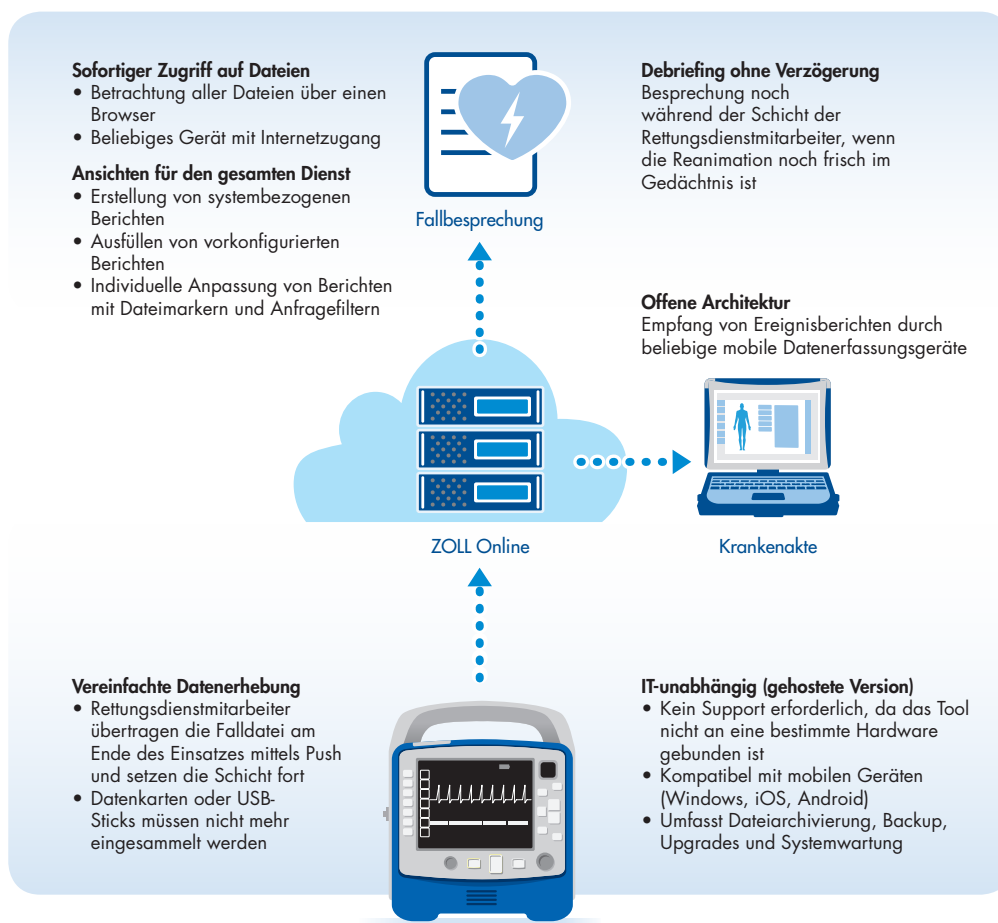 Sofortiger Zugriff auf Dateien
• Betrachtung aller Dateien über einen
Browser
• Beliebiges Gerät mit Internetzugang
Ansichten für den gesamten Dienst
• Erstellung von systembezogenen
Berichten
• Ausfüllen von vorkonfigurierten
Berichten
• Individuelle Anpassung von Berichten
mit Dateimarkern und Anfragefiltern
Fallbesprechung
Debriefing ohne Verzögerung
Besprechung noch
während der Schicht der
Rettungsdienstmitarbeiter, wenn
die Reanimation noch frisch im
Gedächtnis ist
Offene Architektur
Empfang von Ereignisberichten durch
beliebige mobile Datenerfassungsgeräte
ZOLL Online
Krankenakte
Vereinfachte Datenerhebung
• Rettungsdienstmitarbeiter
übertragen die Falldatei am
Ende des Einsatzes mittels Push
und setzen die Schicht fort
• Datenkarten oder USB-
Sticks müssen nicht mehr
eingesammelt werden
IT-unabhängig (gehostete Version)
• Kein Support erforderlich, da das Tool
nicht an eine bestimmte Hardware
gebunden ist
• Kompatibel mit mobilen Geräten
(Windows, iOS, Android)
• Umfasst Dateiarchivierung, Backup,
Upgrades und Systemwartung